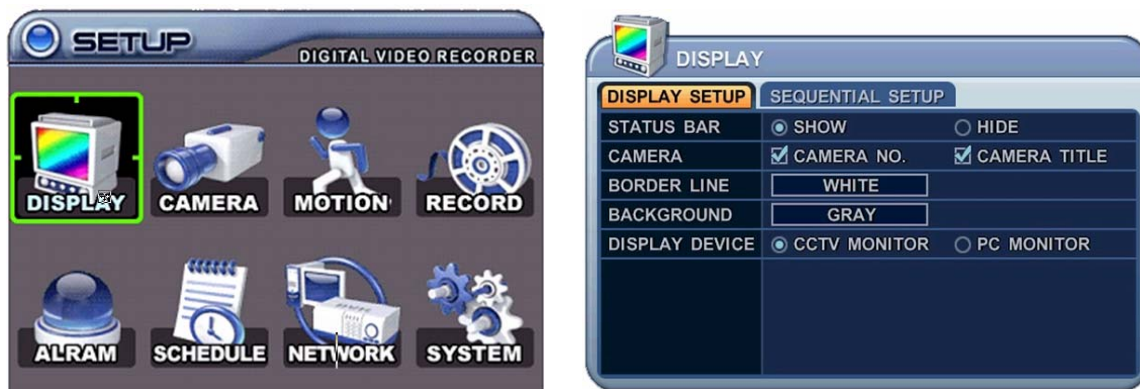 SETUP
DIGITAL VIDEO RECORDER
DISPLAY CAMERA MOTION RECORD
ALRAM SCHEDULE NETWORK SYSTEM
DISPLAY
DISPLAY SETUP SEQUENTIAL SETUP
STATUS BAR SHOW HIDE
CAMERA CAMERA NO. CAMERA TITLE
BORDER LINE WHITE
BACKGROUND GRAY
DISPLAY DEVICE CCTV MONITOR PC MONITOR